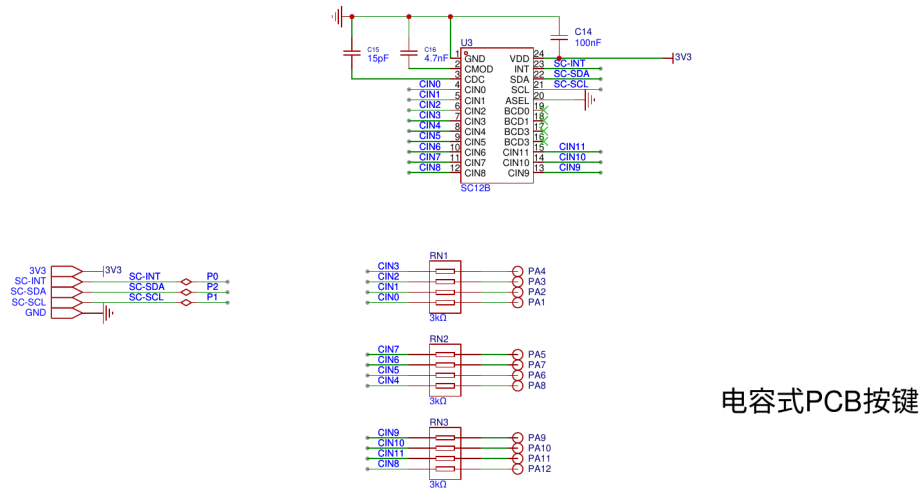 C14
100nF
C15
15pF
C16
4.7nF
U3
3V3
1 GND VDD 24
2 CMOD INT 23 SC-INT
3 CDC SDA 22 SC-SDA
CIN0 4 CIN0 SCL 21 SC-SCL
CIN1 5 CIN1 ASEL 20
CIN2 6 CIN2 BCD0 19
CIN3 7 CIN3 BCD1 18
CIN4 8 CIN4 BCD3 17
CIN5 9 CIN5 BCD3 16
CIN6 10 CIN6 CIN11 15 CIN11
CIN7 11 CIN7 CIN10 14 CIN10
CIN8 12 CIN8 CIN9 13 CIN9
SC12B
3V3 3V3
SC-INT SC-INT P0
SC-SDA SC-SDA P2
SC-SCL SC-SCL P1
GND
RN1
CIN3 PA4
CIN2 PA3
CIN1 PA2
CIN0 PA1
3kΩ
RN2
CIN7 PA5
CIN6 PA7
CIN5 PA6
CIN4 PA8
3kΩ
电容式PCB按键
RN3
CIN9 PA9
CIN10 PA10
CIN11 PA11
CIN8 PA12
3kΩ